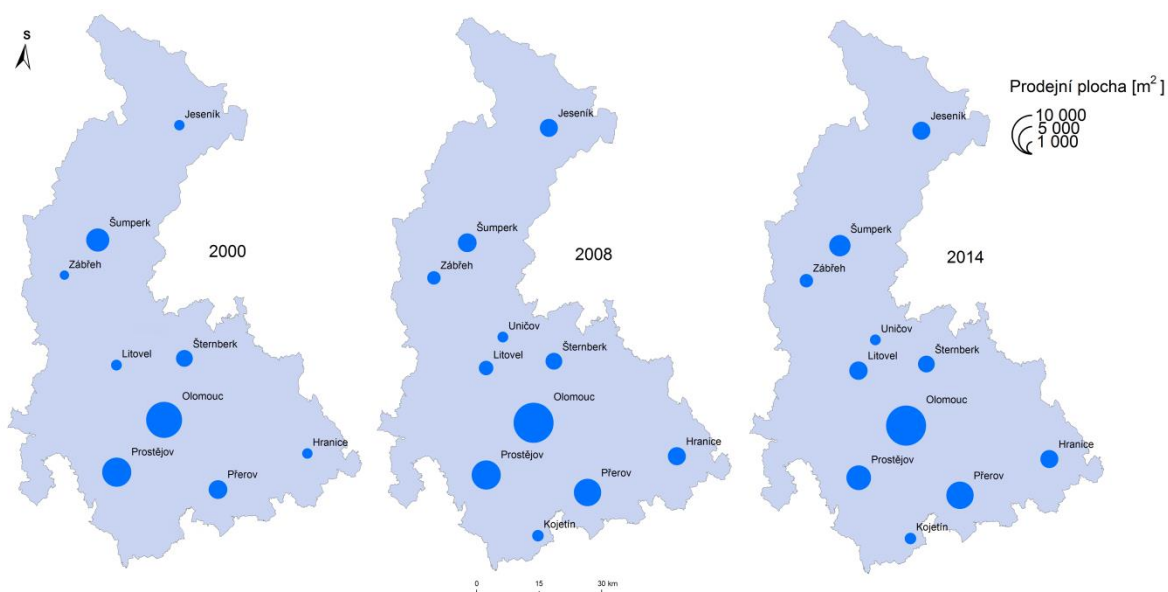 S
Jeseník
Šumperk
Zábřeh
2000
Litovel
Šternberk
Olomouc
Hranice
Prostějov
Přerov
Jeseník
Šumperk
Zábřeh
2008
Uničov
Litovel
Šternberk
Olomouc
Hranice
Prostějov
Přerov
Kojetín
0 15 30 km
Jeseník
Šumperk
Zábřeh
2014
Uničov
Litovel
Šternberk
Olomouc
Hranice
Prostějov
Přerov
Kojetín
Prodejní plocha [m²]
10 000
5 000
1 000